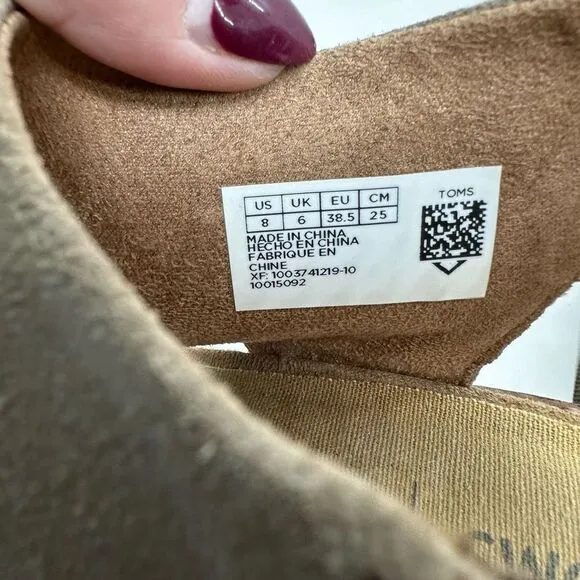 US UK EU CM
8 6 38.5 25
MADE IN CHINA
HECHO EN CHINA
FABRIQUE EN
CHINE
XF: 1003741219-10
10015092
TOMS